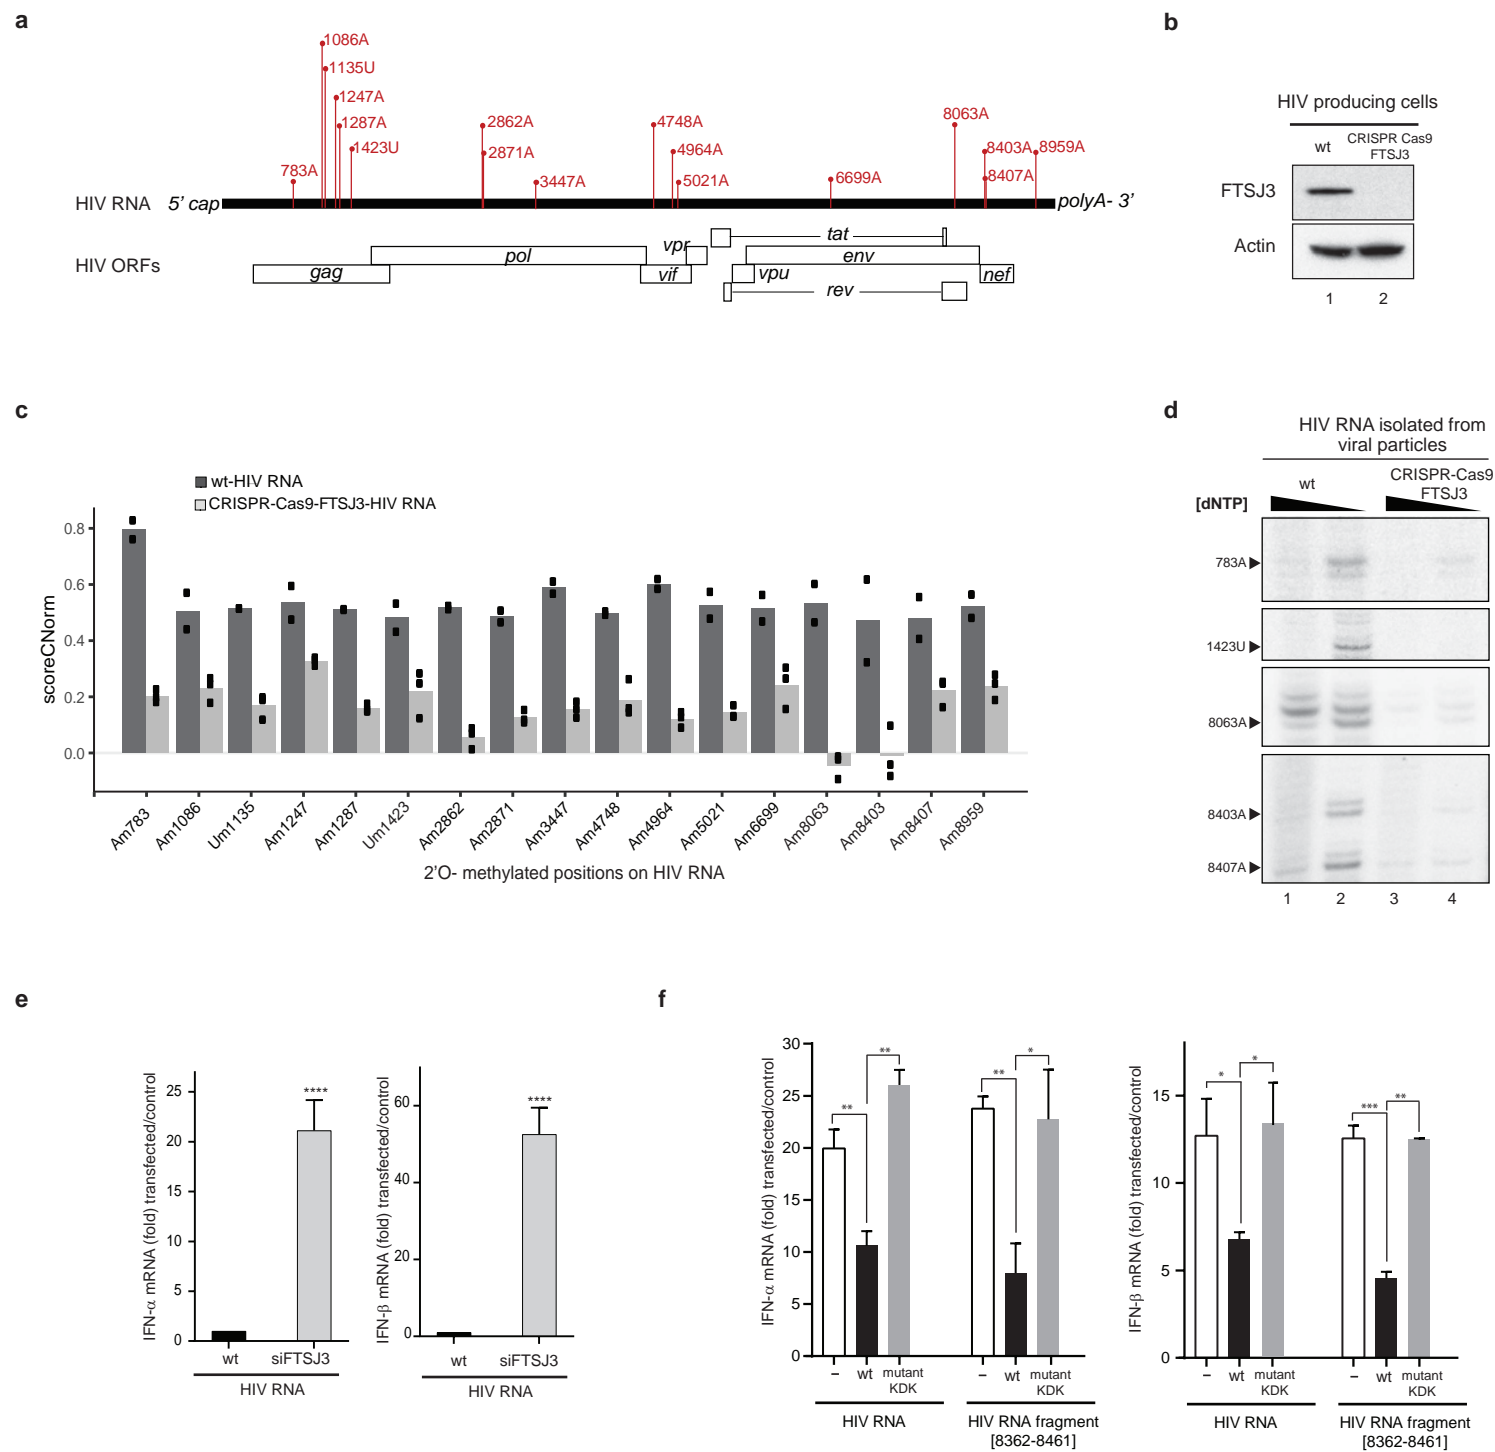 a
1086A
1135U
1247A
1287A
1423U
783A
2862A
2871A
3447A
4748A
4964A
5021A
6699A
8063A
8403A
8407A
8959A
HIV RNA 5' cap polyA- 3'
HIV ORFs
gag
pol
vif
vpr
tat
env
vpu
rev
nef
b
HIV producing cells
wt
CRISPR Cas9
FTSJ3
FTSJ3
Actin
1 2
c
wt-HIV RNA
CRISPR-Cas9-FTSJ3-HIV RNA
scoreCNorm
0.8
0.6
0.4
0.2
0.0
Am783
Am1086
Um1135
Am1247
Am1287
Um1423
Am2862
Am2871
Am3447
Am4748
Am4964
Am5021
Am6699
Am8063
Am8403
Am8407
Am8959
2'O- methylated positions on HIV RNA
d
HIV RNA isolated from
viral particles
wt
CRISPR-Cas9
FTSJ3
[dNTP]
783A
1423U
8063A
8403A
8407A
1 2 3 4
e
IFN-α mRNA (fold) transfected/control
25
20
15
10
5
0
****
wt siFTSJ3
HIV RNA
IFN-β mRNA (fold) transfected/control
60
40
20
0
****
wt siFTSJ3
HIV RNA
f
IFN-α mRNA (fold) transfected/control
30
25
20
15
10
5
0
** ** ** *
– wt mutant
KDK
– wt mutant
KDK
HIV RNA
HIV RNA fragment
[8362-8461]
IFN-β mRNA (fold) transfected/control
15
10
5
0
* * *** **
– wt mutant
KDK
– wt mutant
KDK
HIV RNA
HIV RNA fragment
[8362-8461]